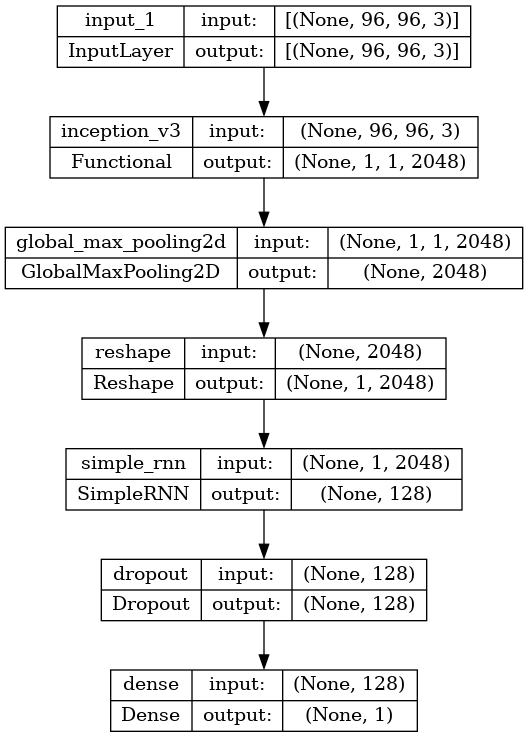 input_1 input: [(None, 96, 96, 3)]
InputLayer output: [(None, 96, 96, 3)]
inception_v3 input: (None, 96, 96, 3)
Functional output: (None, 1, 1, 2048)
global_max_pooling2d input: (None, 1, 1, 2048)
GlobalMaxPooling2D output: (None, 2048)
reshape input: (None, 2048)
Reshape output: (None, 1, 2048)
simple_rnn input: (None, 1, 2048)
SimpleRNN output: (None, 128)
dropout input: (None, 128)
Dropout output: (None, 128)
dense input: (None, 128)
Dense output: (None, 1)